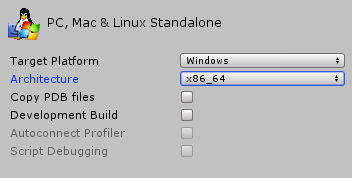 PC, Mac & Linux Standalone
Target Platform Windows
Architecture x86_64
Copy PDB files
Development Build
Autoconnect Profiler
Script Debugging